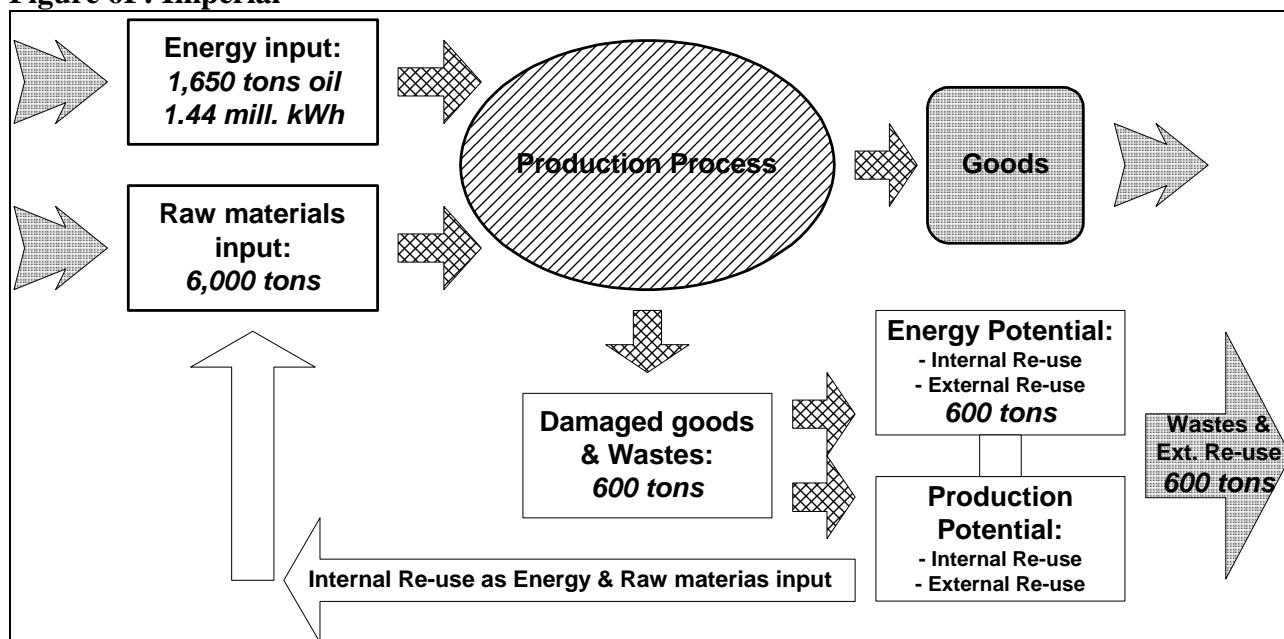 Figure : Imperial
Energy input:
1,650 tons oil
1.44 mill. kWh
Production Process
Goods
Raw materials
input:
6,000 tons
Energy Potential:
- Internal Re-use
- External Re-use
600 tons
Damaged goods
& Wastes:
600 tons
Wastes &
Ext. Re-use
600 tons
Production
Potential:
- Internal Re-use
- External Re-use
Internal Re-use as Energy & Raw materias input